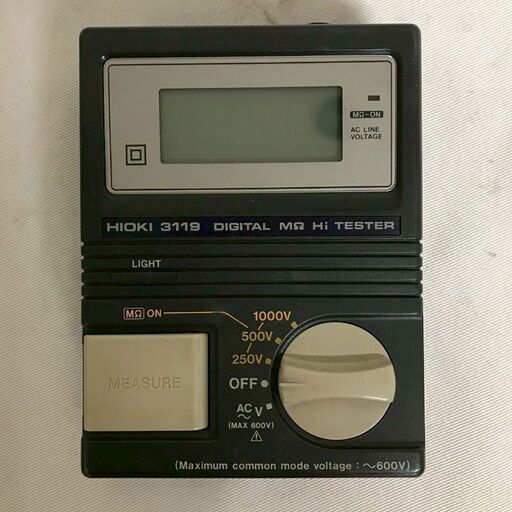 MΩ-ON
AC LINE
VOLTAGE
HIOKI 3119 DIGITAL MΩ Hi TESTER
LIGHT
MΩ ON
1000V
500V
250V
OFF
AC
~ V
(MAX 600V)
MEASURE
(Maximum common mode voltage : ~600V)